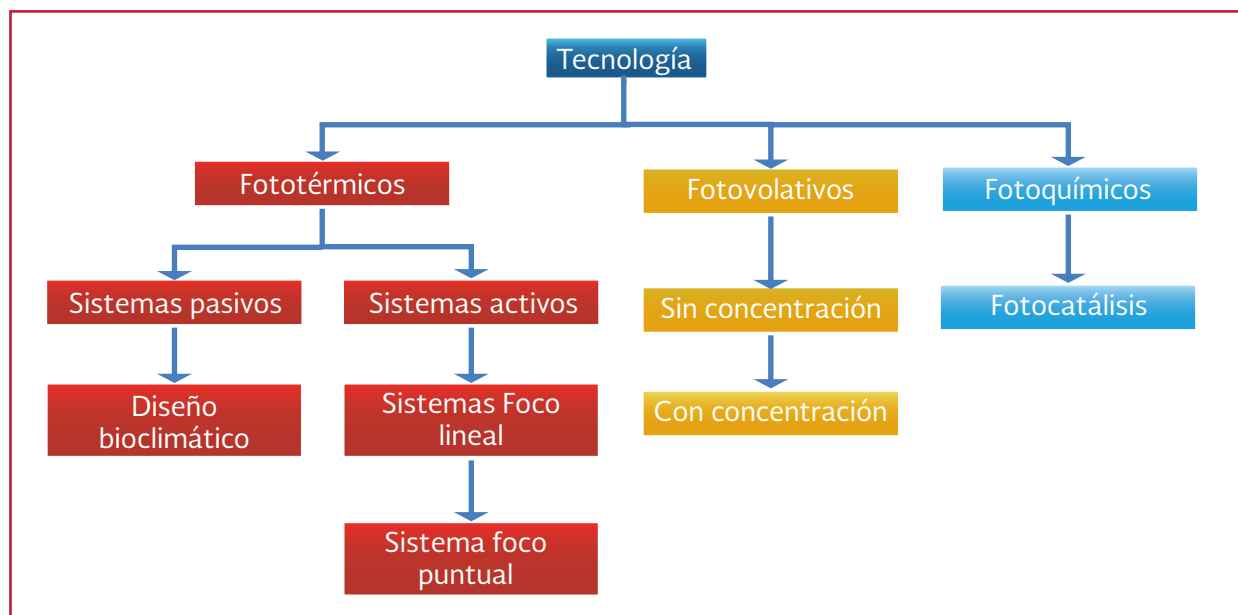 Tecnología
Fototérmicos
Fotovolativos
Fotoquímicos
Sistemas pasivos
Sistemas activos
Sin concentración
Fotocatálisis
Diseño
bioclimático
Sistemas Foco
lineal
Con concentración
Sistema foco
puntual